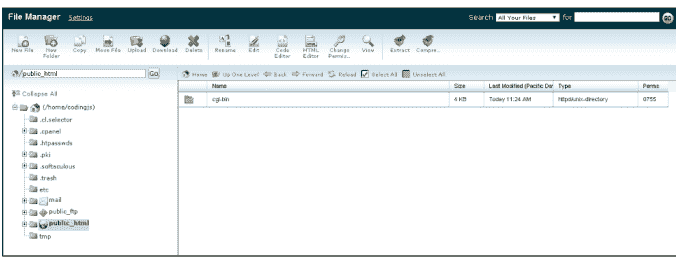 File Manager Settings
Search All Your Files for Go
New File New Folder Copy Move File Upload Download Delete Rename Edit Code Editor HTML Editor Change Permis.. View Extract Compre..
/public_html Go
Home Up One Level Back Forward Reload Select All Unselect All
Collapse All
Name Size Last Modified (Pacific Day Type Perms
cgi-bin 4 KB Today 11:24 AM httpd/unix-directory 0755
(/home/codingjs)
.cl.selector
.cpanel
.htpasswds
.pki
.softaculous
.trash
etc
mail
public_ftp
public_html
tmp